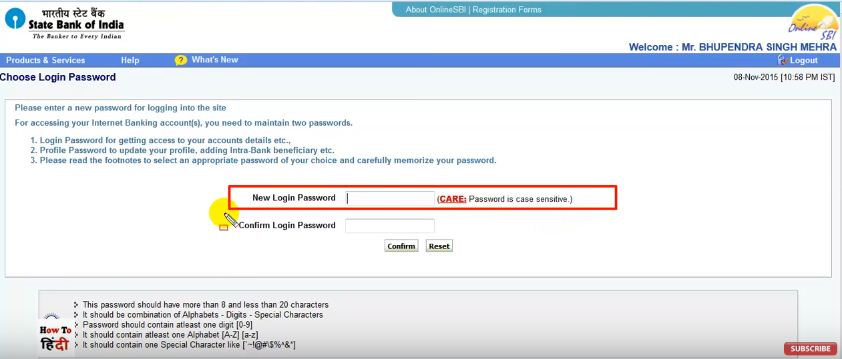 About OnlineSBI | Registration Forms
भारतीय स्टेट बैंक
State Bank of India
The Banker to Every Indian
Online SBI
Welcome : Mr. BHUPENDRA SINGH MEHRA
Products & Services Help ? What's New Logout
Choose Login Password 08-Nov-2015 [10:58 PM IST]
Please enter a new password for logging into the site
For accessing your Internet Banking account(s), you need to maintain two passwords.
1. Login Password for getting access to your accounts details etc.,
2. Profile Password to update your profile, adding Intra-Bank beneficiary etc.
3. Please read the footnotes to select an appropriate password of your choice and carefully memorize your password.
New Login Password (CARE: Password is case sensitive.)
Confirm Login Password
Confirm Reset
This password should have more than 8 and less than 20 characters
It should be combination of Alphabets - Digits - Special Characters
Password should contain atleast one digit [0-9]
It should contain atleast one Alphabet [A-Z] [a-z]
It should contain one Special Character like [`~!@#\$%^&*]
How To
हिंदी
SUBSCRIBE